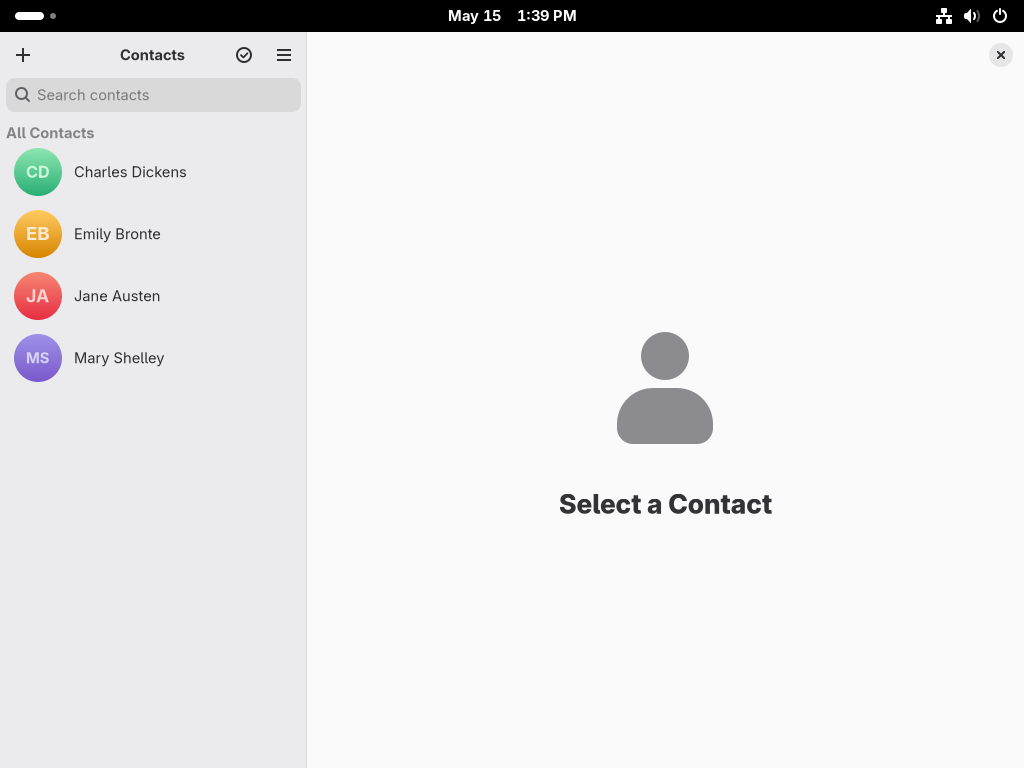 May 15 1:39 PM
Contacts
Search contacts
All Contacts
CD Charles Dickens
EB Emily Bronte
JA Jane Austen
MS Mary Shelley
Select a Contact